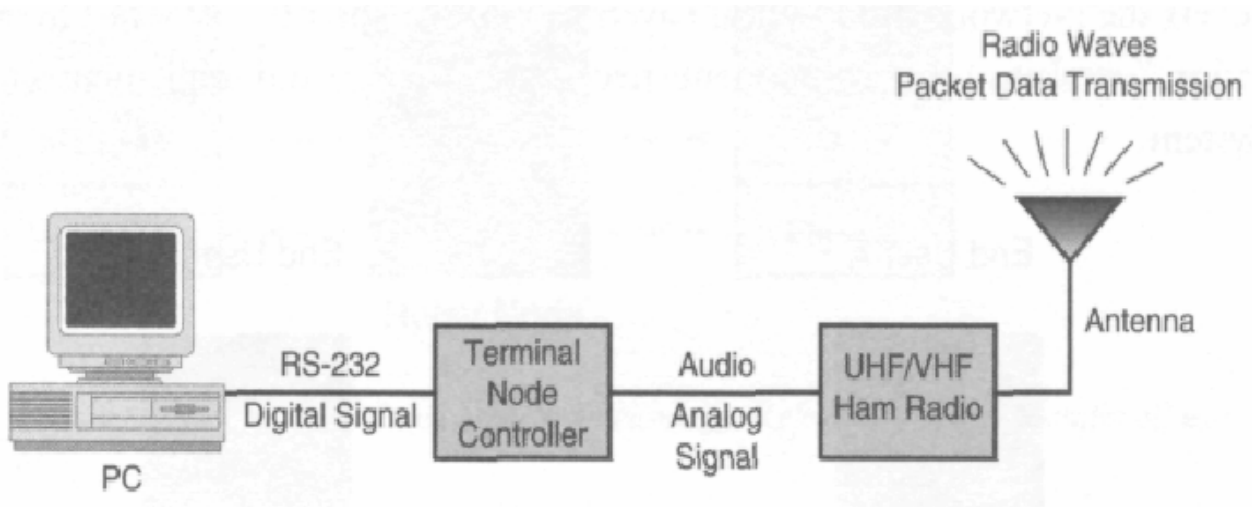 Radio Waves
Packet Data Transmission
Antenna
RS-232
Digital Signal
Terminal
Node
Controller
Audio
Analog
Signal
UHF/VHF
Ham Radio
PC